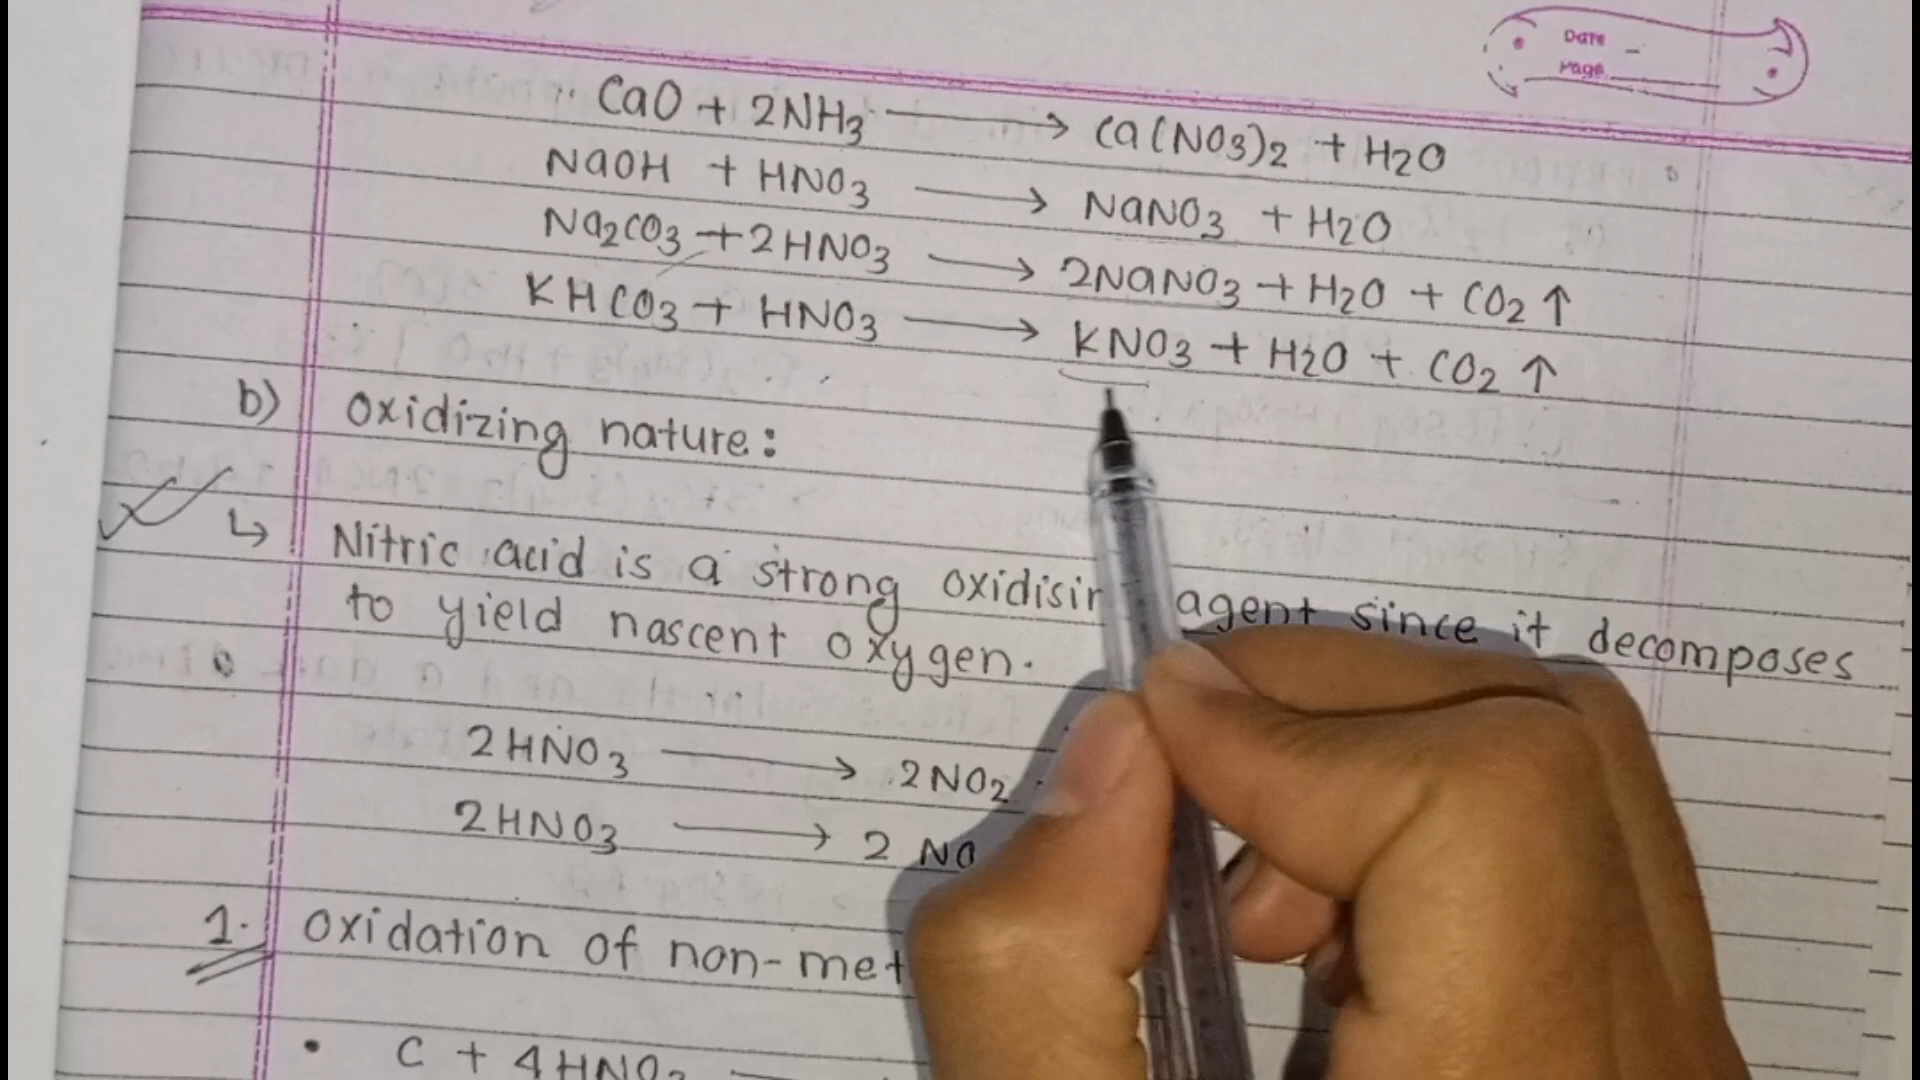 Date
Page
CaO + 2NH3 → Ca(NO3)2 + H2O
NaOH + HNO3 → NaNO3 + H2O
Na2CO3 + 2HNO3 → 2NaNO3 + H2O + CO2 ↑
KHCO3 + HNO3 → KNO3 + H2O + CO2 ↑
b) Oxidizing nature:
↳ Nitric acid is a strong oxidisin agent since it decomposes
to yield nascent oxygen.
2HNO3 → 2NO2
2HNO3 → 2 NO
1. Oxidation of non-met
• C + 4HNO3